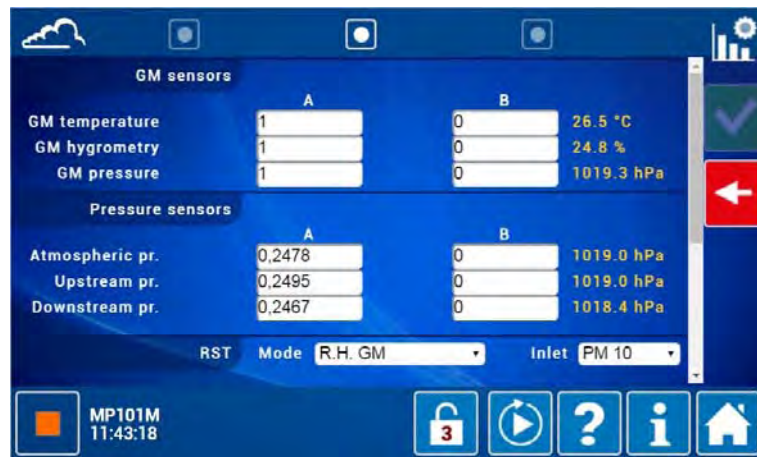 GM sensors
A B
GM temperature 1 0 26.5 °C
GM hygrometry 1 0 24.8 %
GM pressure 1 0 1019.3 hPa
Pressure sensors
A B
Atmospheric pr. 0,2478 0 1019.0 hPa
Upstream pr. 0,2495 0 1019.0 hPa
Downstream pr. 0,2467 0 1018.4 hPa
RST Mode R.H. GM Inlet PM 10
MP101M
11:43:18
3
?
i